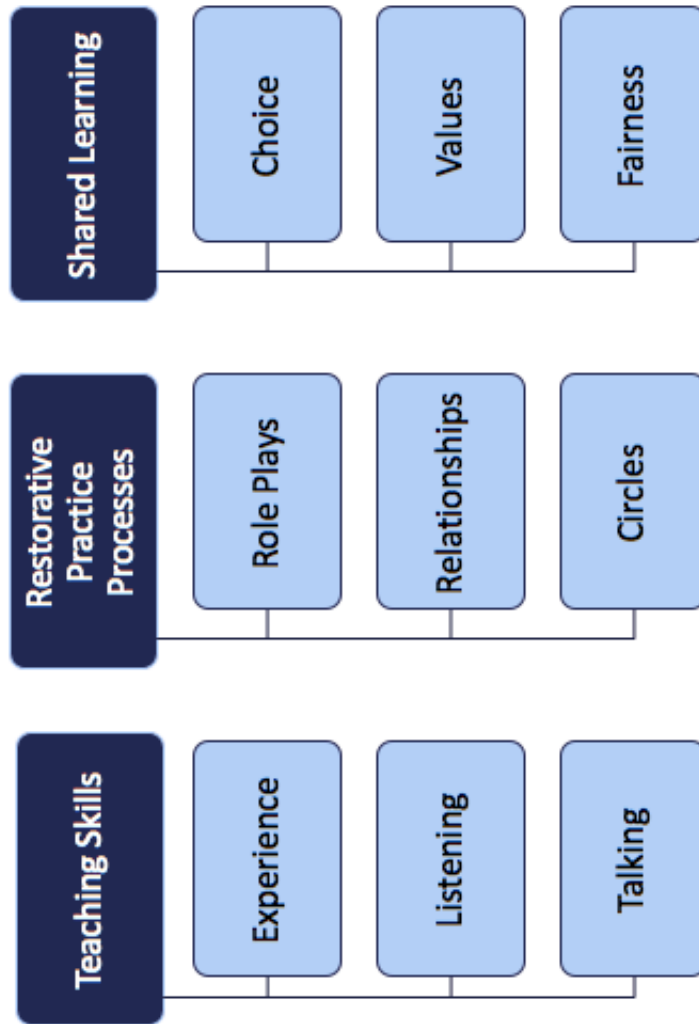 Teaching Skills
Experience
Listening
Talking
Restorative
Practice
Processes
Role Plays
Relationships
Circles
Shared Learning
Choice
Values
Fairness